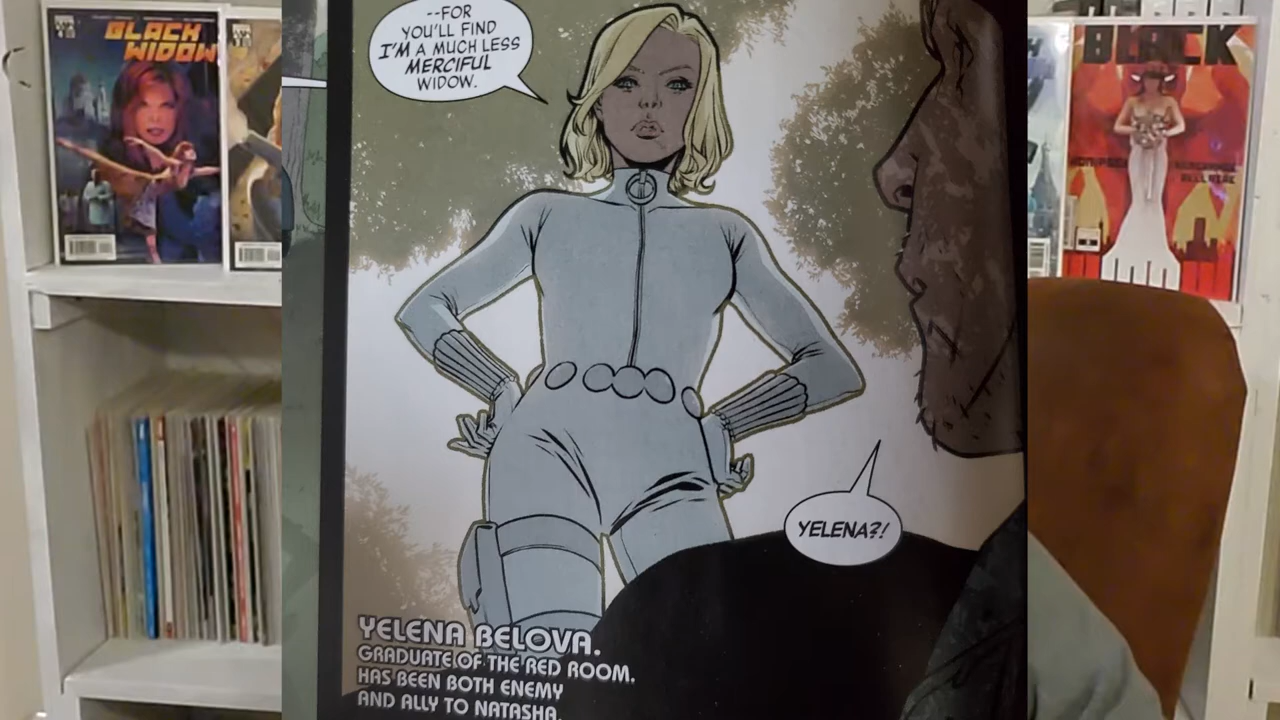 --FOR
YOU'LL FIND
I'M A MUCH LESS
MERCIFUL
WIDOW.
YELENA?!
YELENA BELOVA.
GRADUATE OF THE RED ROOM.
HAS BEEN BOTH ENEMY
AND ALLY TO NATASHA.
BLACK
WIDOW
BLACK